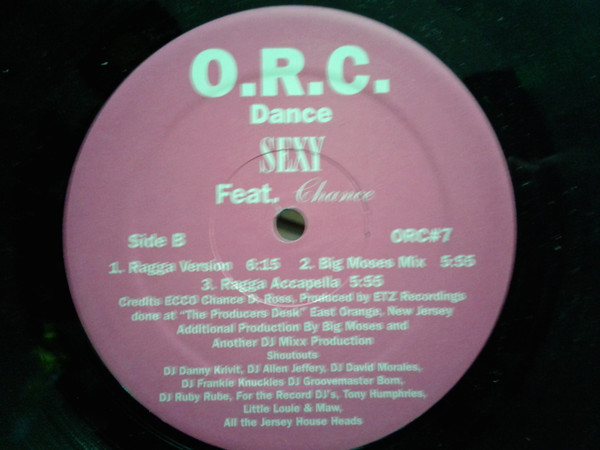 O.R.C.
Dance
SEXY
Feat. Chance
Side B ORC#7
1. Ragga Version 6:15 2. Big Moses Mix 5:55
3. Ragga Accapella 5:55
Credits ECCO Chance D. Ross, Produced by ETZ Recordings
done at "The Producers Desk" East Orange, New Jersey
Additional Production By Big Moses and
Another DJ Mixx Production
Shoutouts
DJ Danny Krivit, DJ Allen Jeffery, DJ David Morales,
DJ Frankie Knuckles DJ Groovemaster Bom,
DJ Ruby Rube, For the Record DJ's, Tony Humphries,
Little Louie & Maw,
All the Jersey House Heads